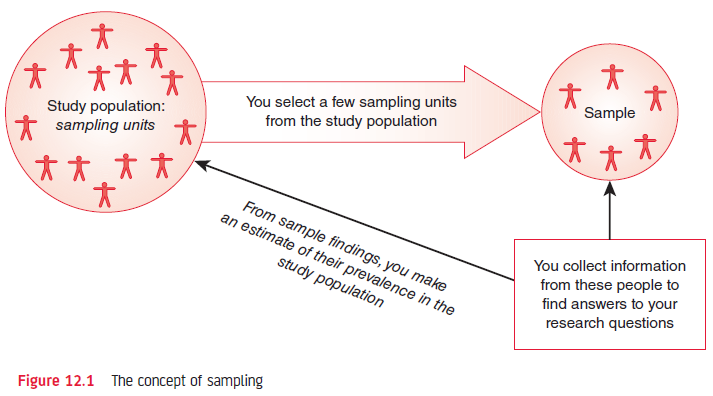 Study population:
sampling units
You select a few sampling units
from the study population
Sample
From sample findings, you make
an estimate of their prevalence in the
study population
You collect information
from these people to
find answers to your
research questions
Figure 12.1 The concept of sampling